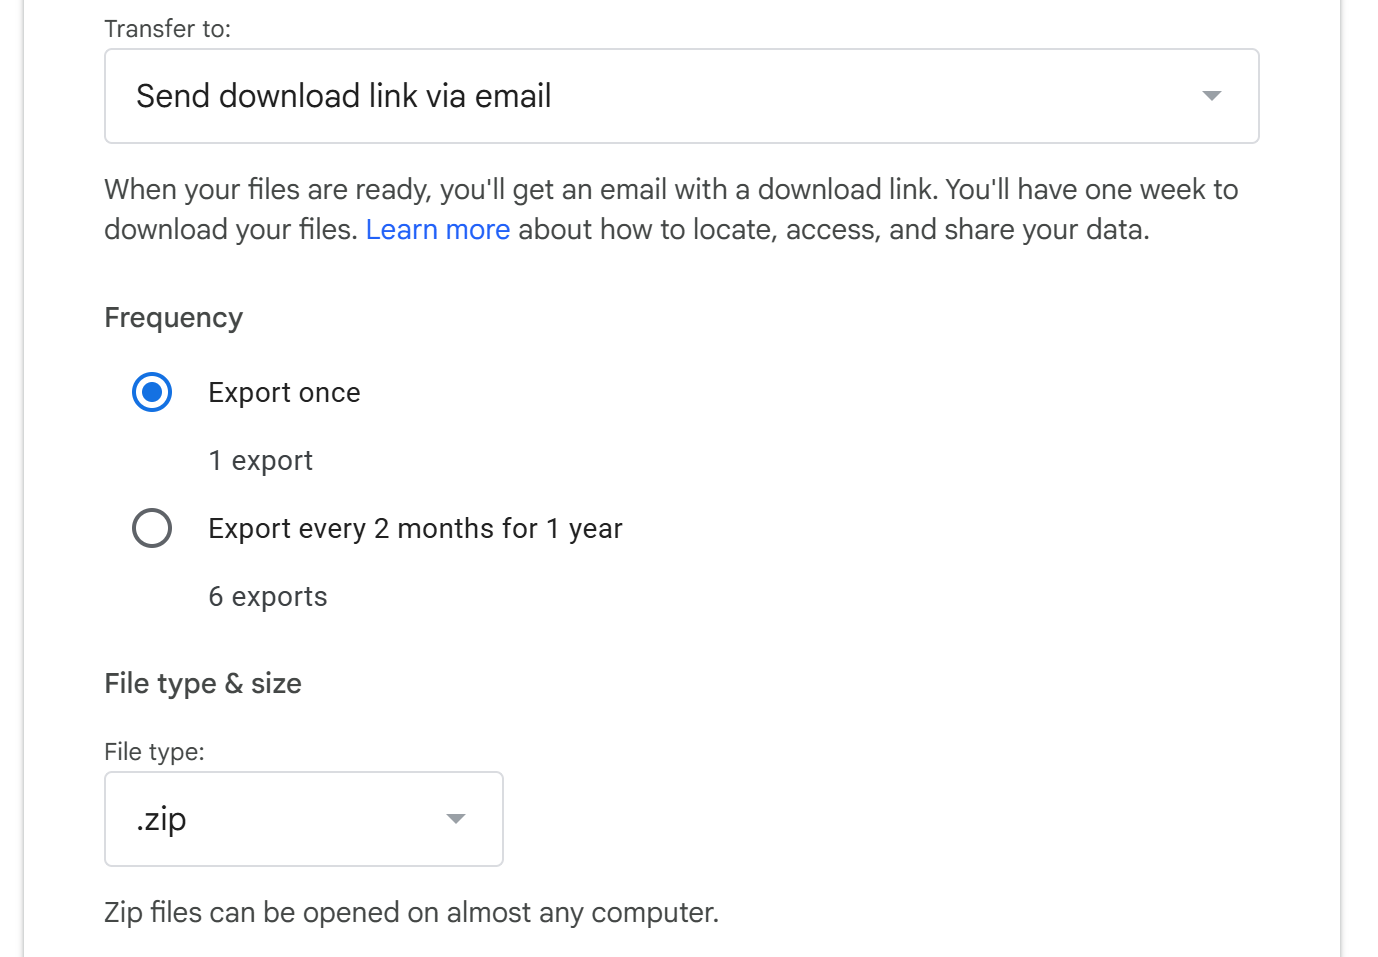 Transfer to:
Send download link via email
When your files are ready, you'll get an email with a download link. You'll have one week to
download your files. Learn more about how to locate, access, and share your data.
Frequency
Export once
1 export
Export every 2 months for 1 year
6 exports
File type & size
File type:
.zip
Zip files can be opened on almost any computer.